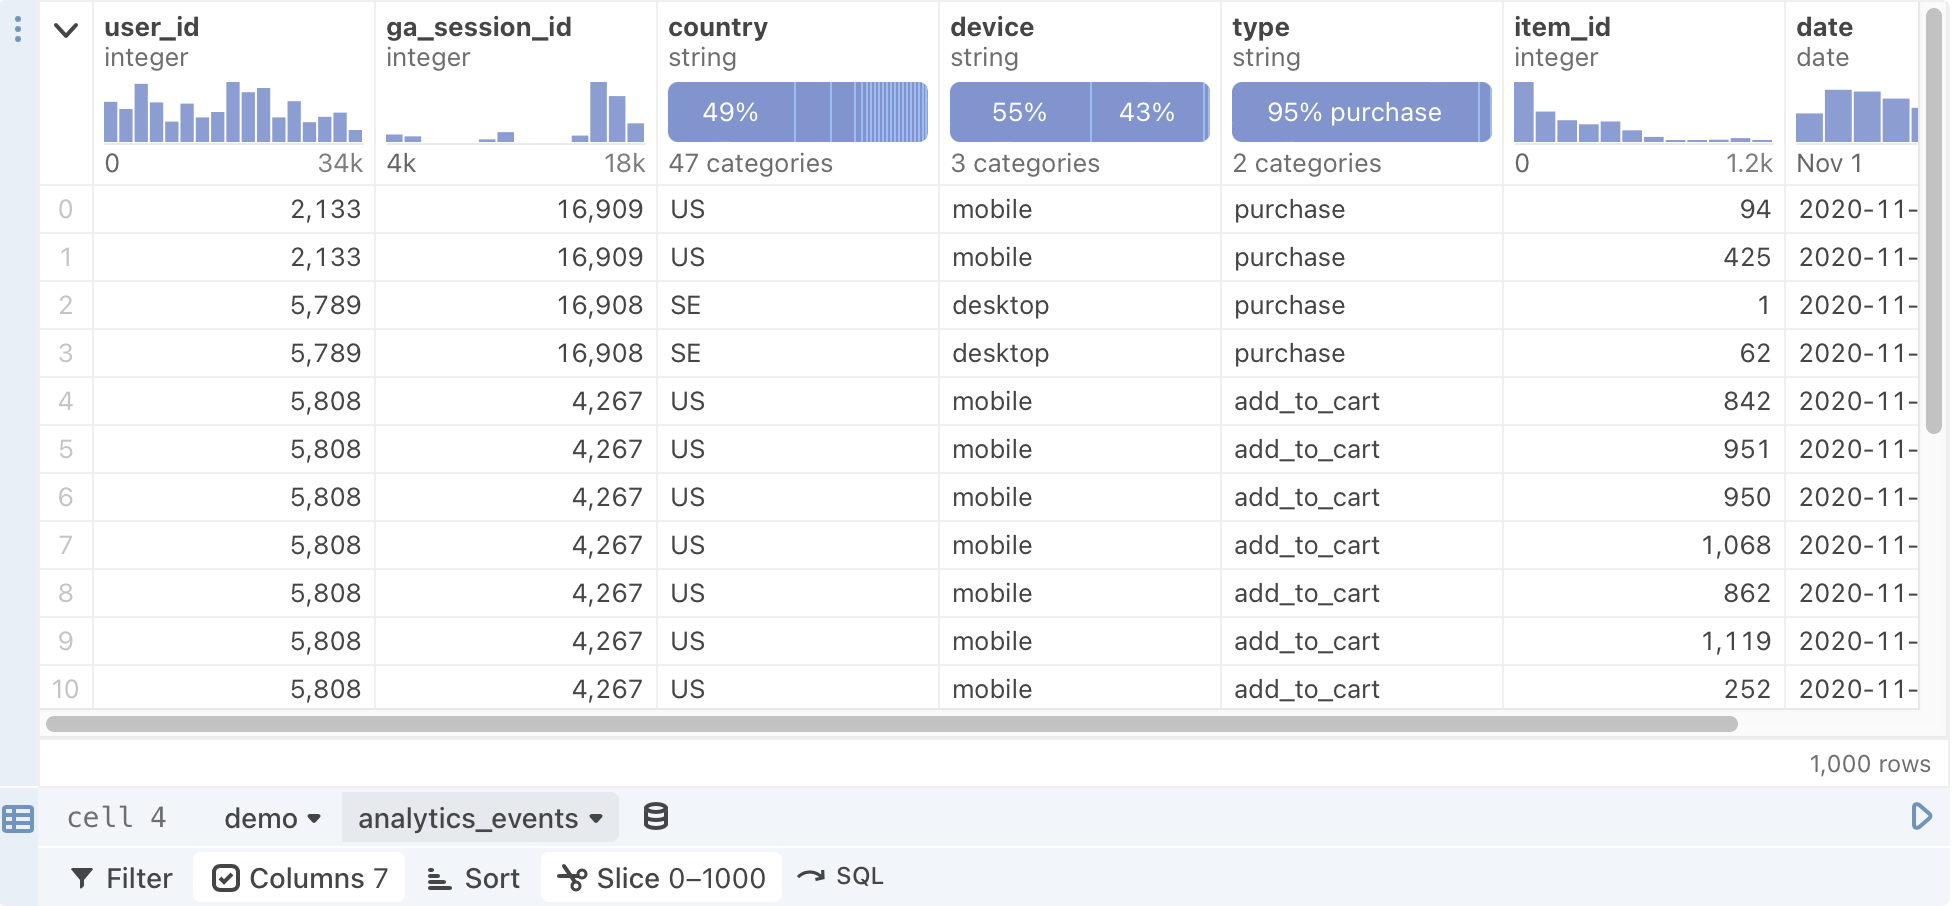 user_id ga_session_id country device type item_id date
integer integer string string string integer date
49% 55% 43% 95% purchase
0 34k 4k 18k 47 categories 3 categories 2 categories 0 1.2k Nov 1
0 2,133 16,909 US mobile purchase 94 2020-11-
1 2,133 16,909 US mobile purchase 425 2020-11-
2 5,789 16,908 SE desktop purchase 1 2020-11-
3 5,789 16,908 SE desktop purchase 62 2020-11-
4 5,808 4,267 US mobile add_to_cart 842 2020-11-
5 5,808 4,267 US mobile add_to_cart 951 2020-11-
6 5,808 4,267 US mobile add_to_cart 950 2020-11-
7 5,808 4,267 US mobile add_to_cart 1,068 2020-11-
8 5,808 4,267 US mobile add_to_cart 862 2020-11-
9 5,808 4,267 US mobile add_to_cart 1,119 2020-11-
10 5,808 4,267 US mobile add_to_cart 252 2020-11-
1,000 rows
cell 4 demo analytics_events
Filter Columns 7 Sort Slice 0–1000 SQL